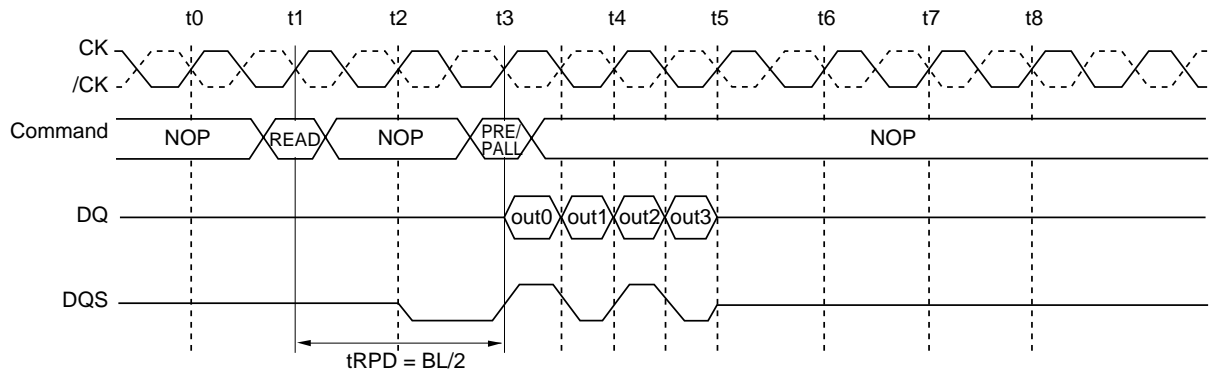 t0 t1 t2 t3 t4 t5 t6 t7 t8
CK
/CK
Command NOP READ NOP PRE/ PALL NOP
DQ out0 out1 out2 out3
DQS
tRPD = BL/2